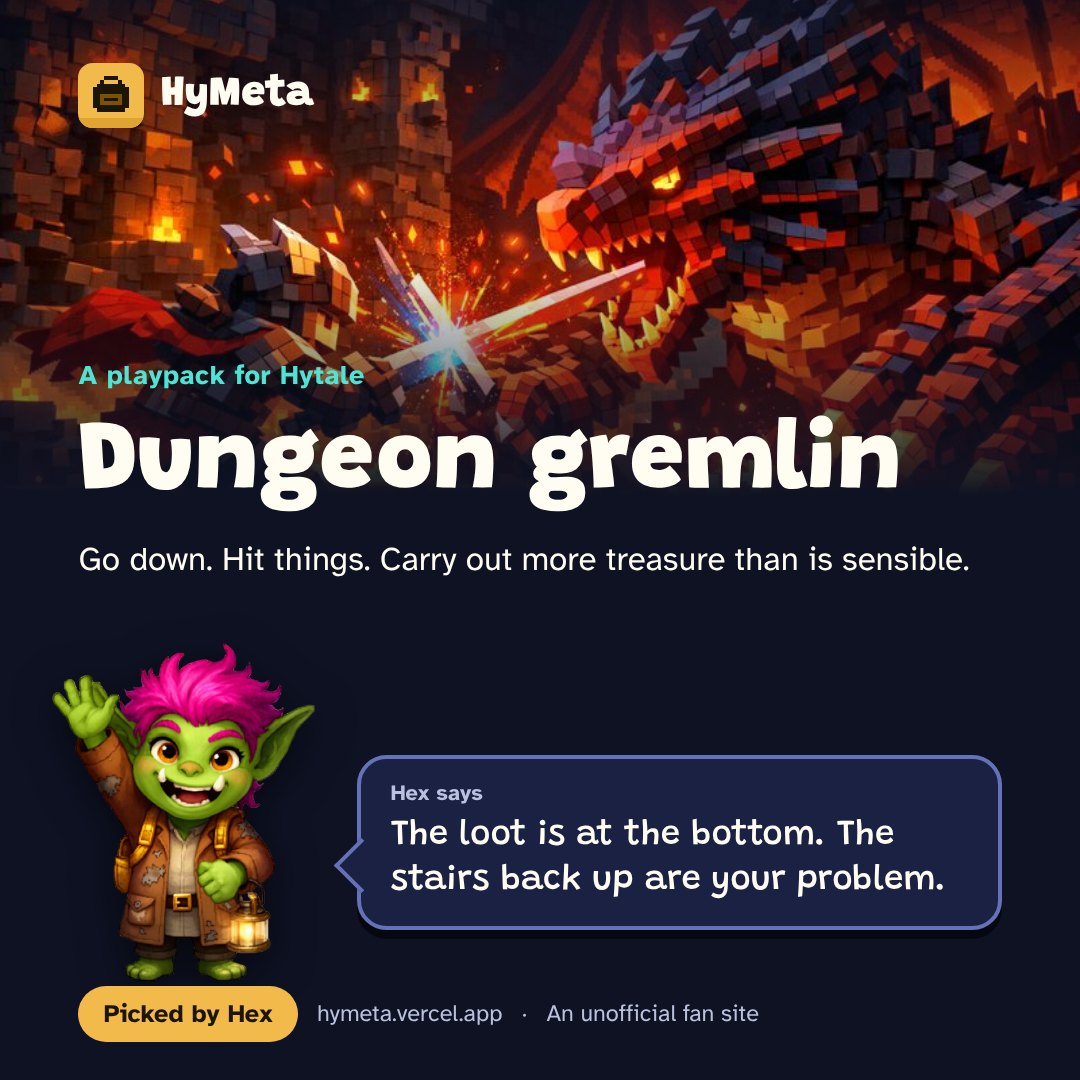 HyMeta
A playpack for Hytale
Dungeon gremlin
Go down. Hit things. Carry out more treasure than is sensible.
Hex says
The loot is at the bottom. The
stairs back up are your problem.
Picked by Hex
hymeta.vercel.app · An unofficial fan site